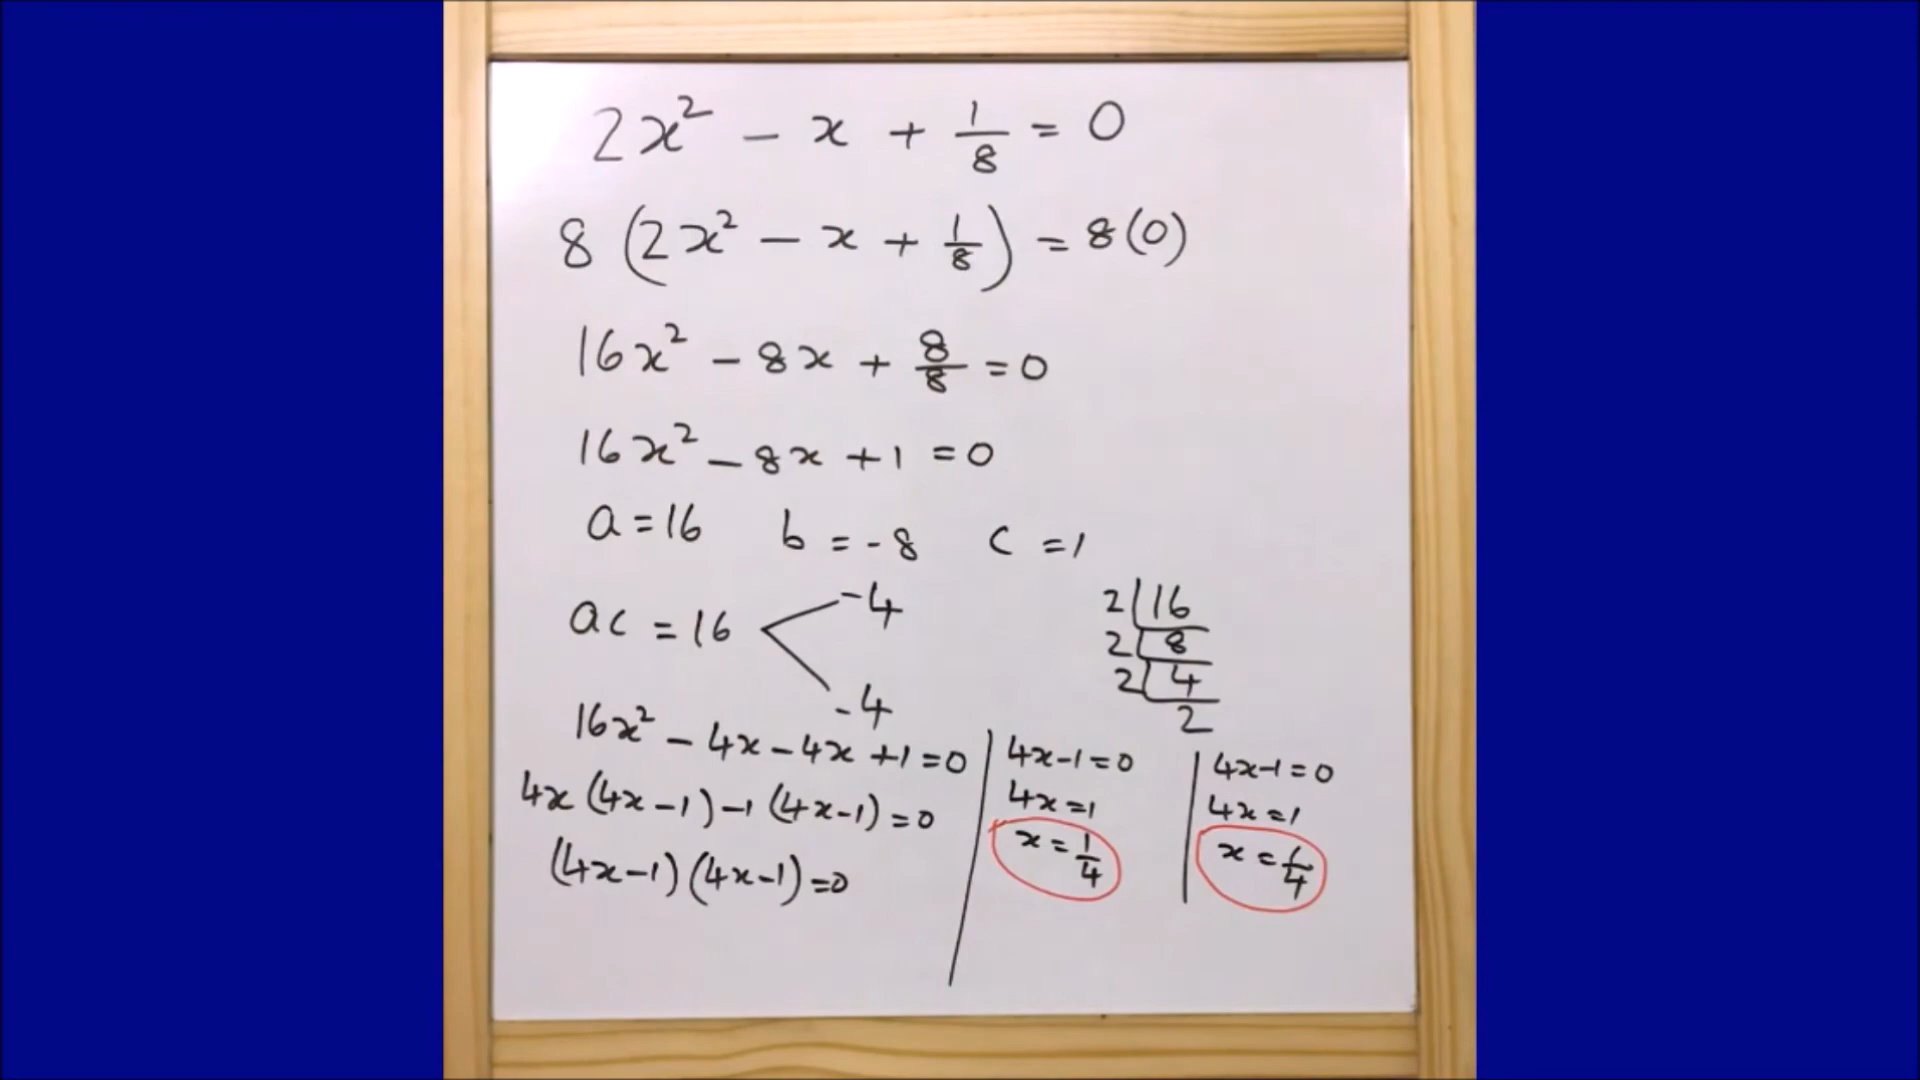 2x² - x + 1/8 = 0
8 (2x² - x + 1/8) = 8(0)
16x² - 8x + 8/8 = 0
16x² - 8x + 1 = 0
a = 16 b = -8 c = 1
ac = 16 -4 -4
2 | 16
2 | 8
2 | 4
2
16x² - 4x - 4x + 1 = 0
4x (4x - 1) - 1 (4x - 1) = 0
(4x - 1) (4x - 1) = 0
4x - 1 = 0
4x = 1
x = 1/4
4x - 1 = 0
4x = 1
x = 1/4